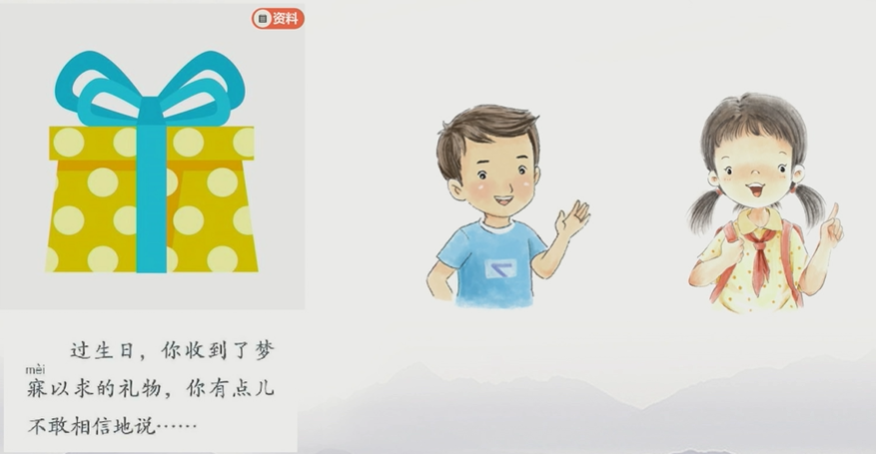 资料
过生日，你收到了梦
mèi
寐以求的礼物，你有点儿
不敢相信地说……